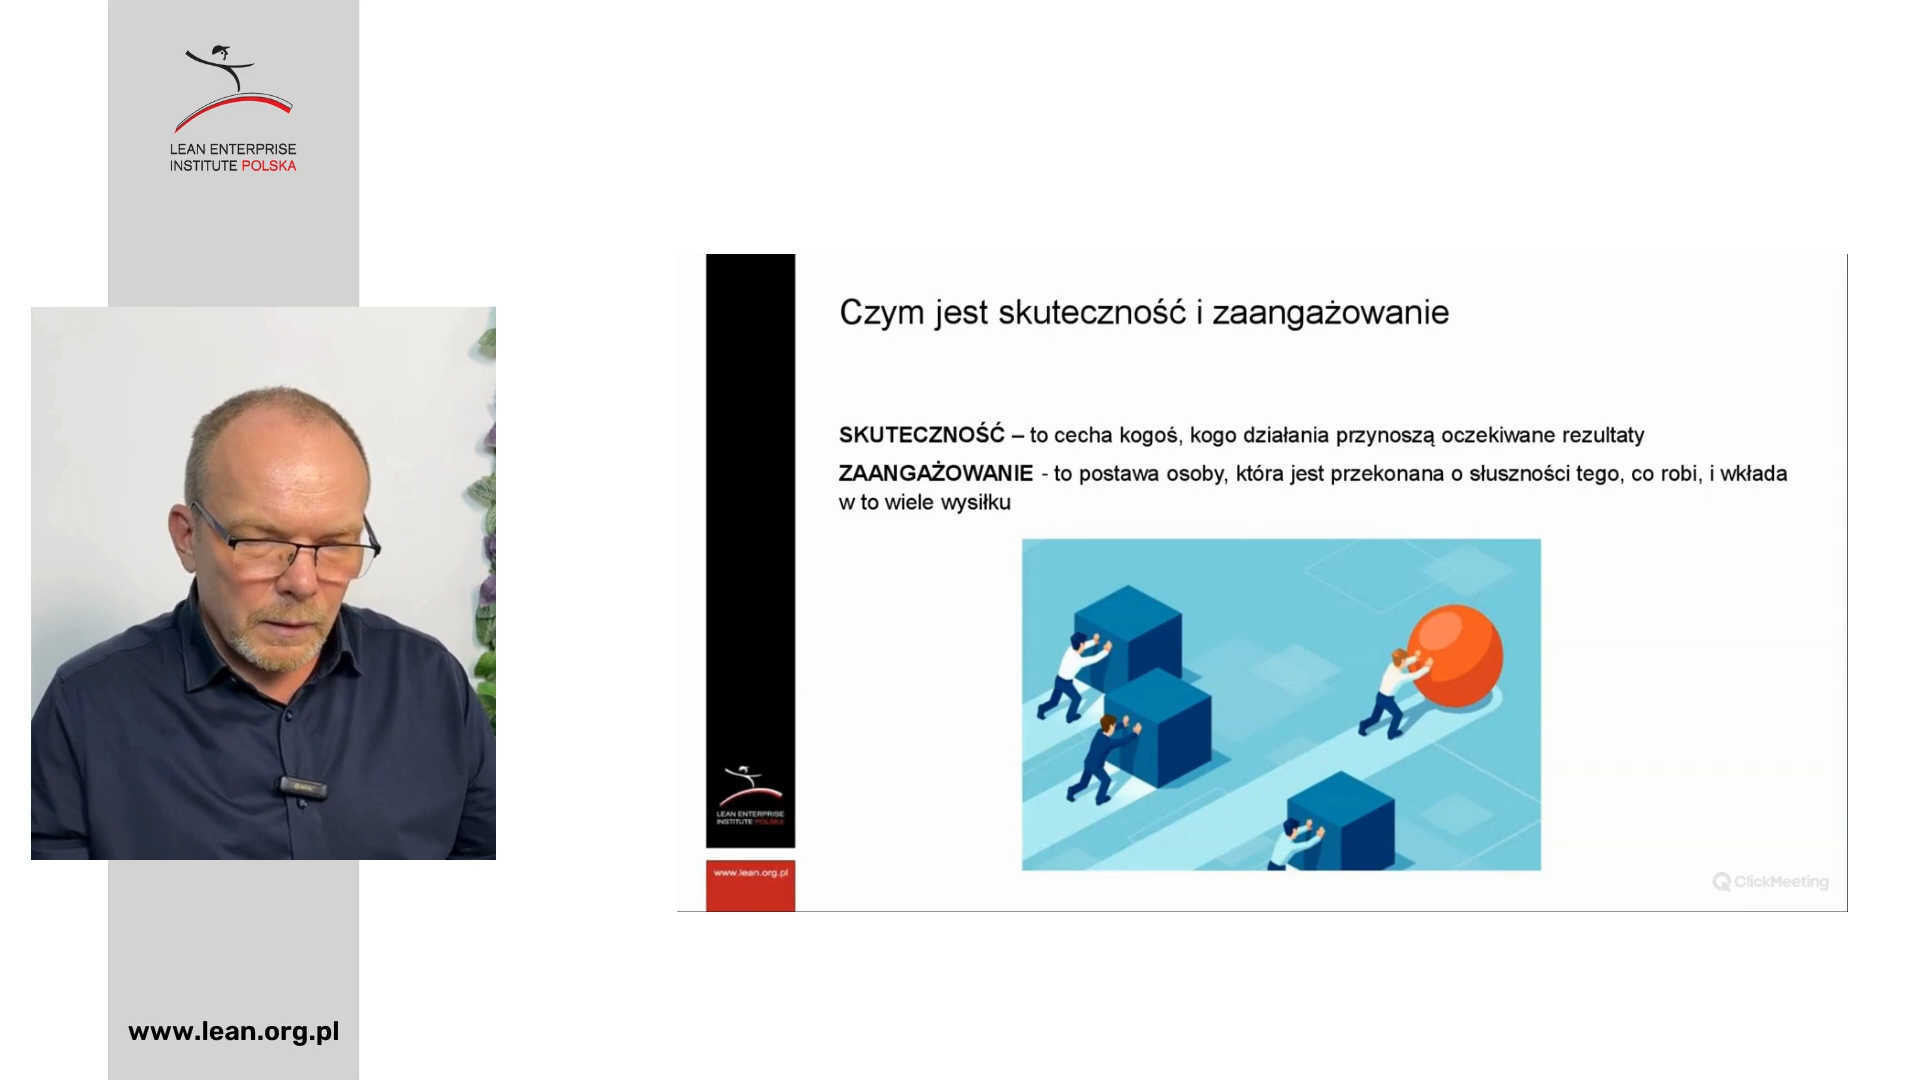 LEAN ENTERPRISE
INSTITUTE POLSKA
Czym jest skuteczność i zaangażowanie
SKUTECZNOŚĆ – to cecha kogoś, kogo działania przynoszą oczekiwane rezultaty
ZAANGAŻOWANIE - to postawa osoby, która jest przekonana o słuszności tego, co robi, i wkłada
w to wiele wysiłku
LEAN ENTERPRISE
INSTITUTE POLSKA
www.lean.org.pl
ClickMeeting
www.lean.org.pl